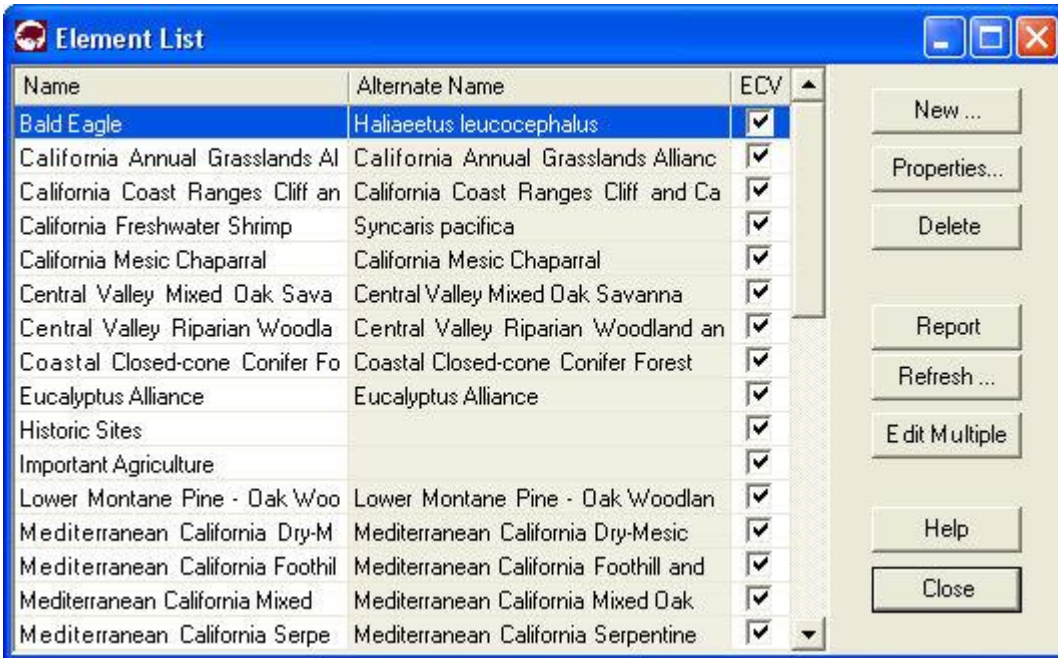 Element List
Name Alternate Name ECV
Bald Eagle Haliaeetus leucocephalus
California Annual Grasslands Al California Annual Grasslands Allianc
California Coast Ranges Cliff an California Coast Ranges Cliff and Ca
California Freshwater Shrimp Syncaris pacifica
California Mesic Chaparral California Mesic Chaparral
Central Valley Mixed Oak Sava Central Valley Mixed Oak Savanna
Central Valley Riparian Woodla Central Valley Riparian Woodland an
Coastal Closed-cone Conifer Fo Coastal Closed-cone Conifer Forest
Eucalyptus Alliance Eucalyptus Alliance
Historic Sites
Important Agriculture
Lower Montane Pine - Oak Woo Lower Montane Pine - Oak Woodlan
Mediterranean California Dry-M Mediterranean California Dry-Mesic
Mediterranean California Foothil Mediterranean California Foothill and
Mediterranean California Mixed Mediterranean California Mixed Oak
Mediterranean California Serpe Mediterranean California Serpentine
New ...
Properties...
Delete
Report
Refresh ...
Edit Multiple
Help
Close